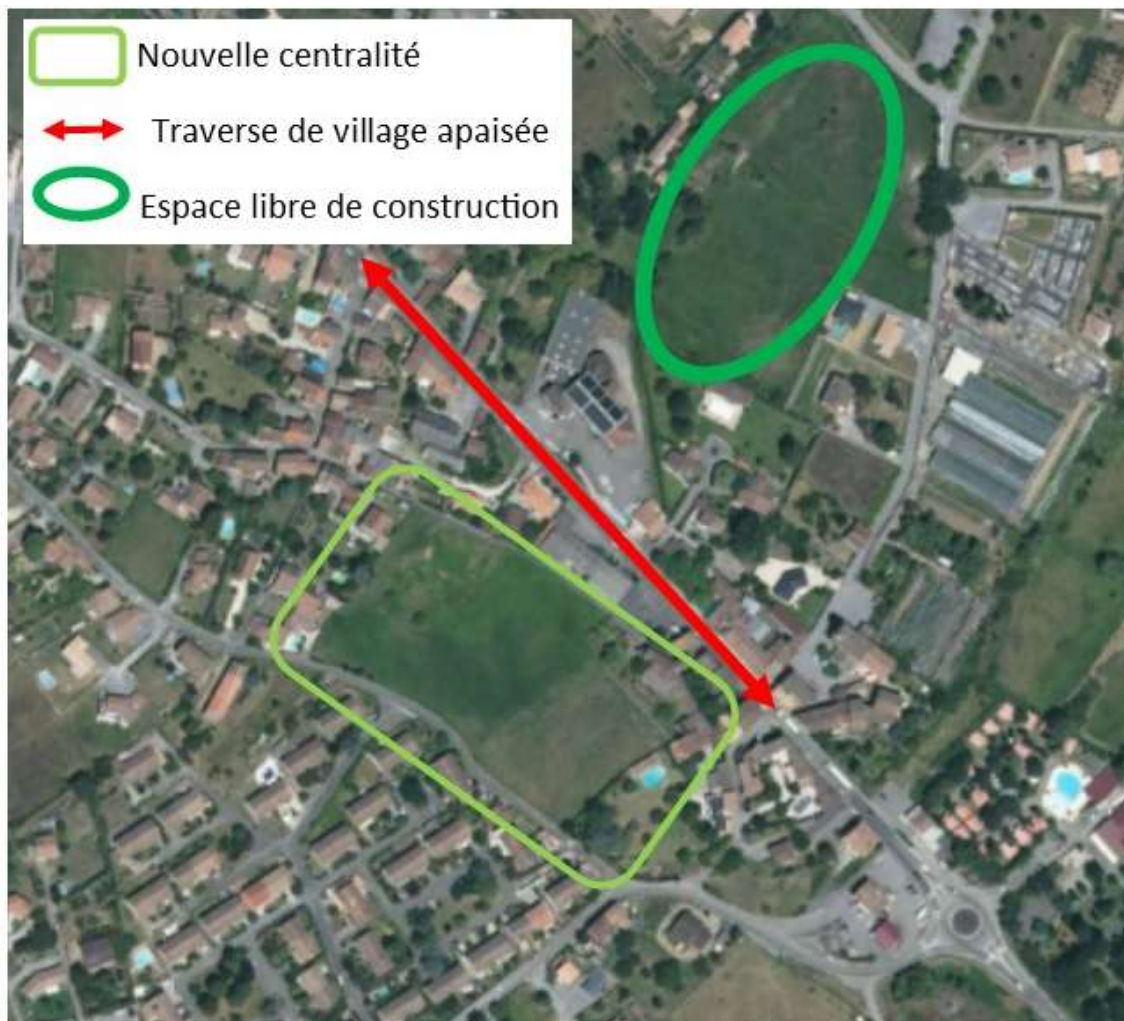 Nouvelle centralité
Traverse de village apaisée
Espace libre de construction